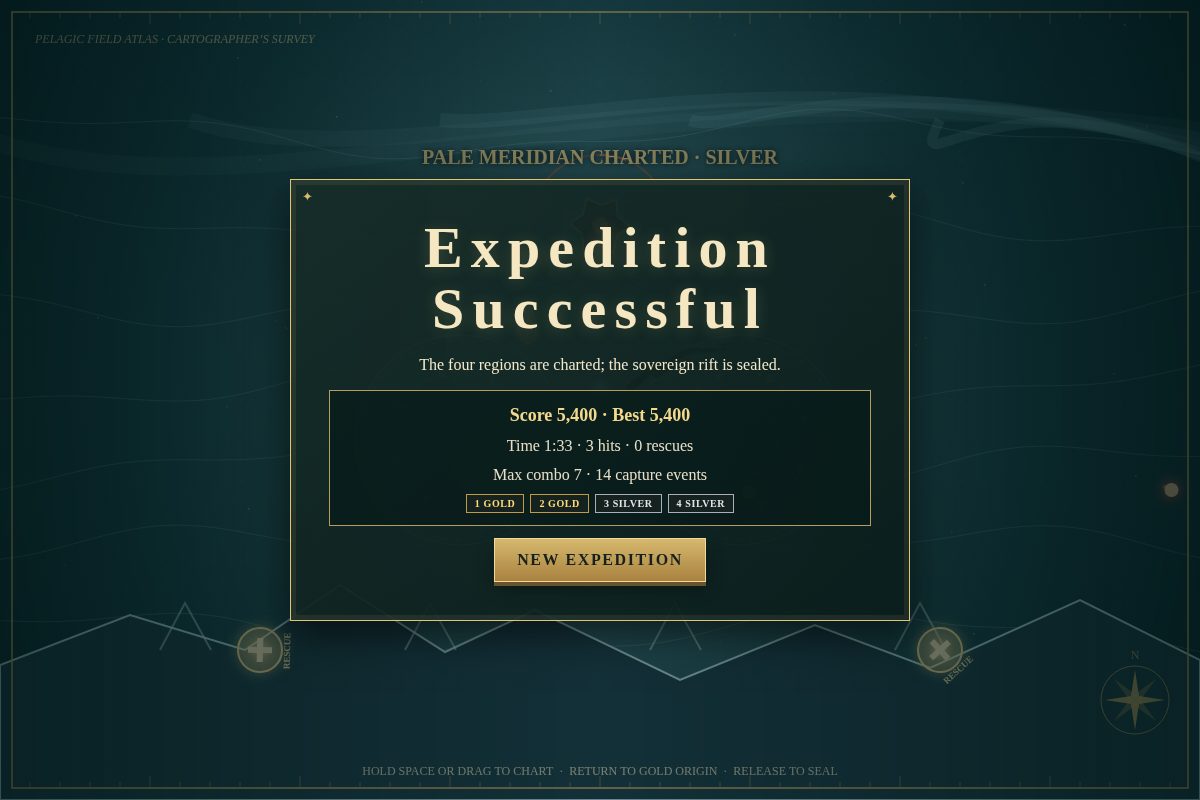 PELAGIC FIELD ATLAS · CARTOGRAPHER'S SURVEY
PALE MERIDIAN CHARTED · SILVER
Expedition
Successful
The four regions are charted; the sovereign rift is sealed.
Score 5,400 · Best 5,400
Time 1:33 · 3 hits · 0 rescues
Max combo 7 · 14 capture events
1 GOLD 2 GOLD 3 SILVER 4 SILVER
NEW EXPEDITION
RESCUE
RESCUE
N
HOLD SPACE OR DRAG TO CHART · RETURN TO GOLD ORIGIN · RELEASE TO SEAL